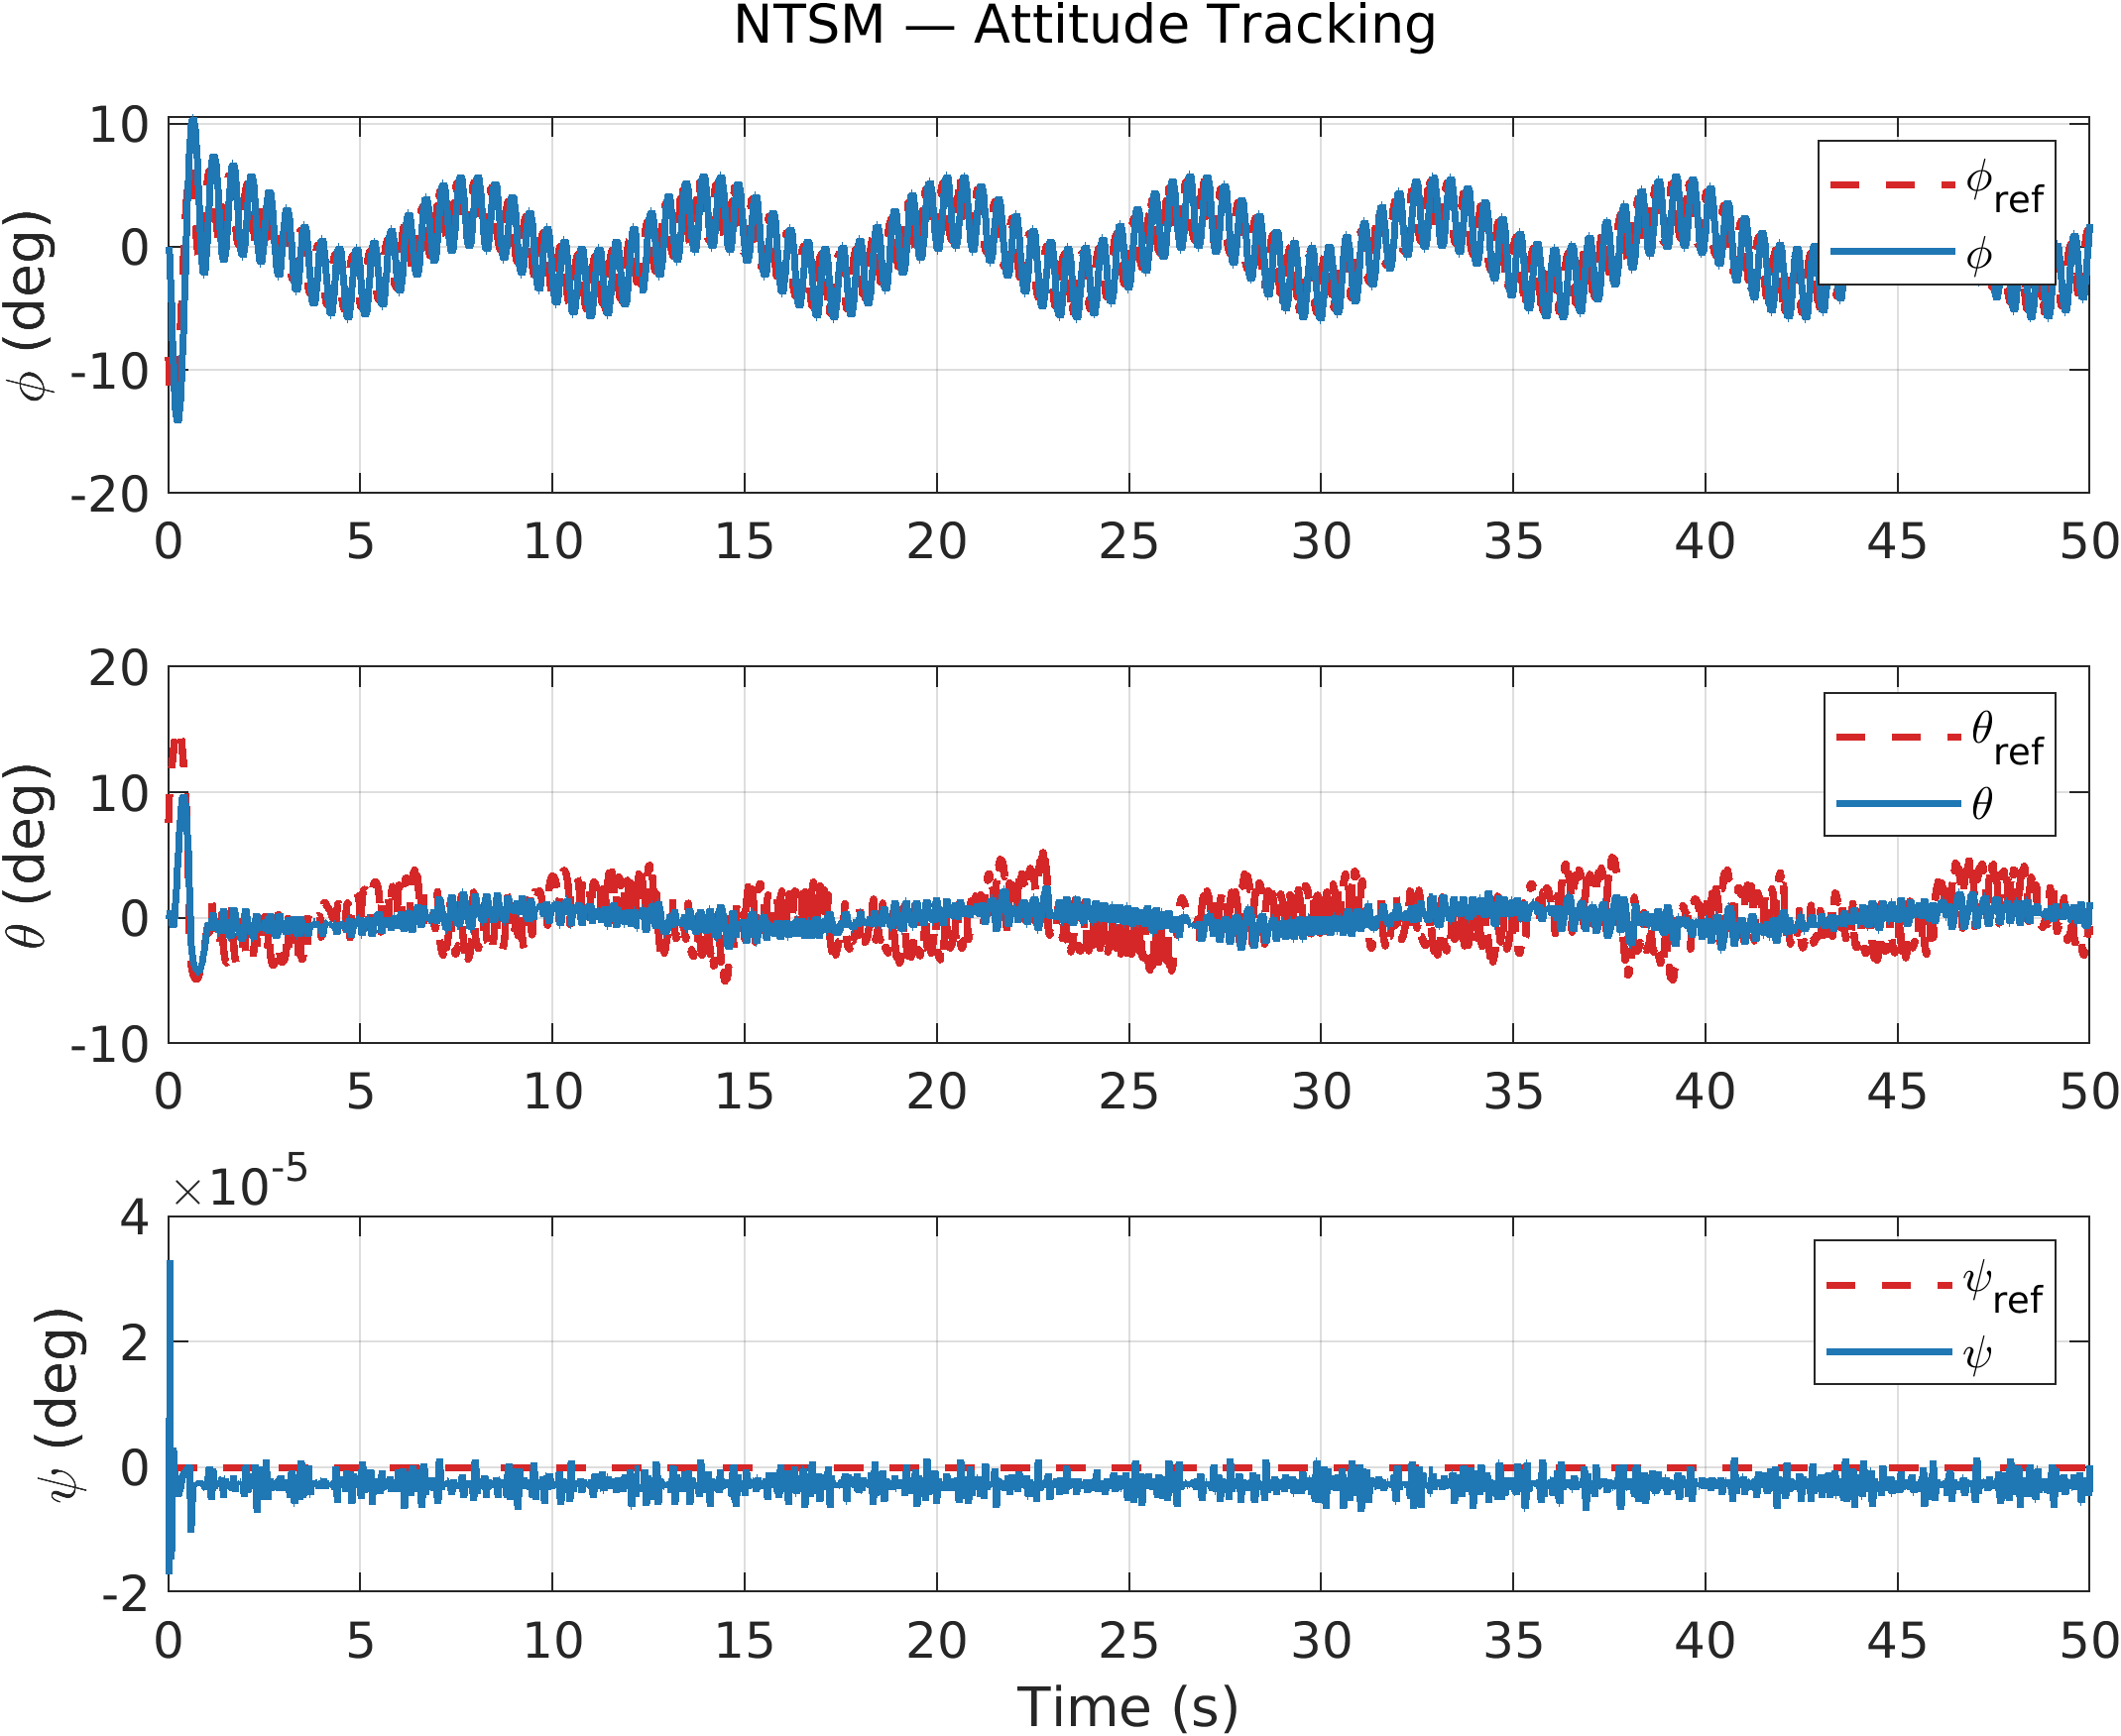 NTSM — Attitude Tracking
10
0
-10
-20
ϕ (deg)
ϕref
ϕ
0 5 10 15 20 25 30 35 40 45 50
20
10
0
-10
θ (deg)
θref
θ
0 5 10 15 20 25 30 35 40 45 50
×10-5
4
2
0
-2
ψ (deg)
ψref
ψ
0 5 10 15 20 25 30 35 40 45 50
Time (s)